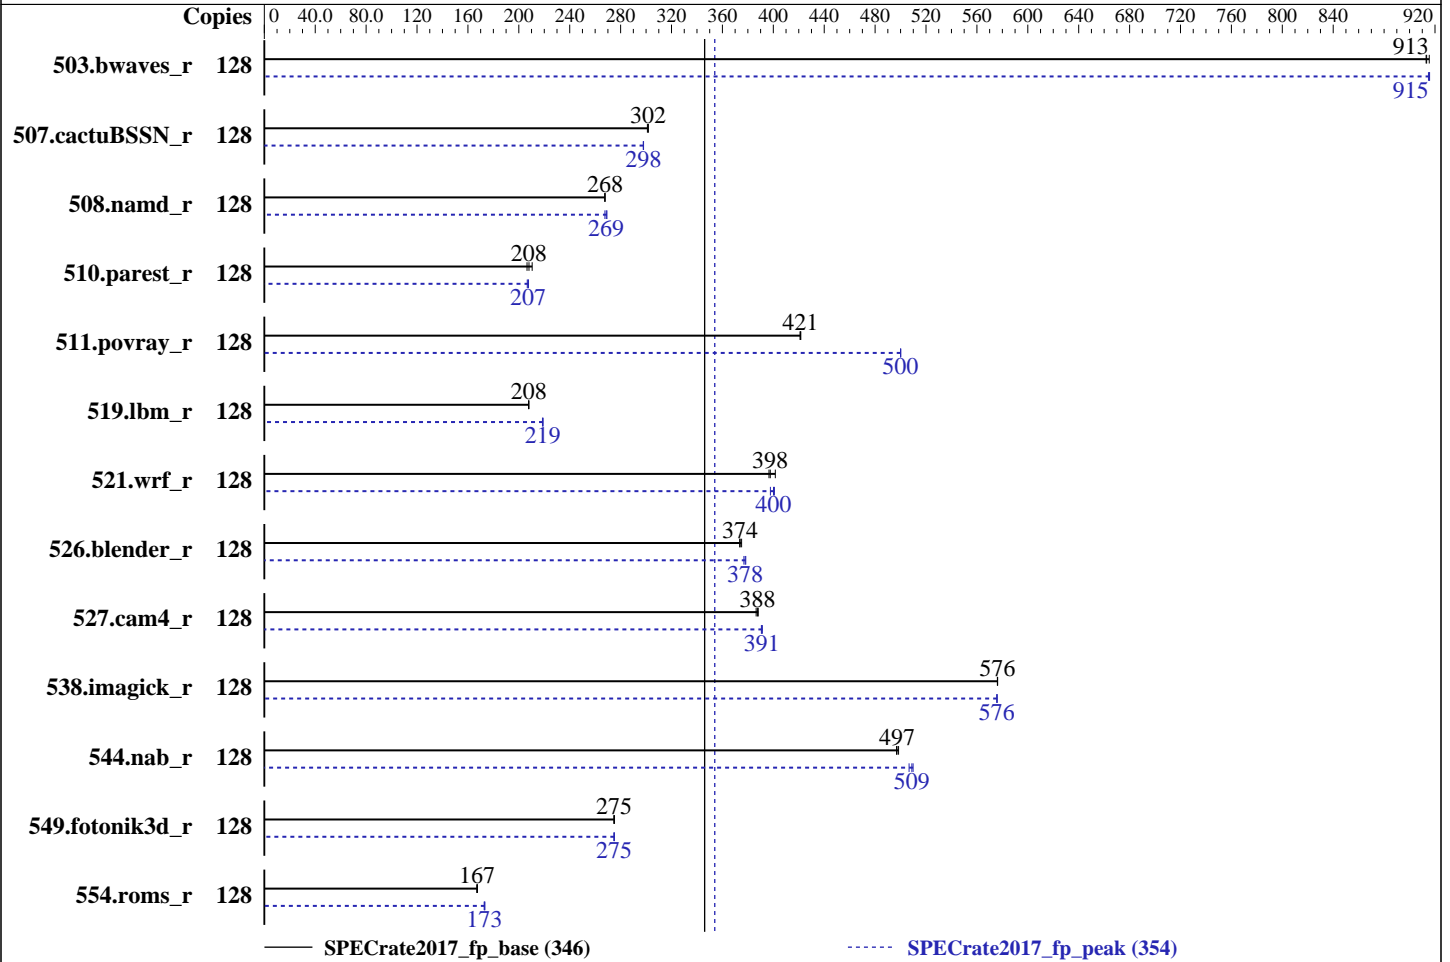 Copies 0 40.0 80.0 120 160 200 240 280 320 360 400 440 480 520 560 600 640 680 720 760 800 840 920
913
503.bwaves_r 128
915
302
507.cactuBSSN_r 128
298
268
508.namd_r 128
269
208
510.parest_r 128
207
421
511.povray_r 128
500
208
519.lbm_r 128
219
398
521.wrf_r 128
400
374
526.blender_r 128
378
388
527.cam4_r 128
391
576
538.imagick_r 128
576
497
544.nab_r 128
509
275
549.fotonik3d_r 128
275
167
554.roms_r 128
173
SPECrate2017_fp_base (346) SPECrate2017_fp_peak (354)